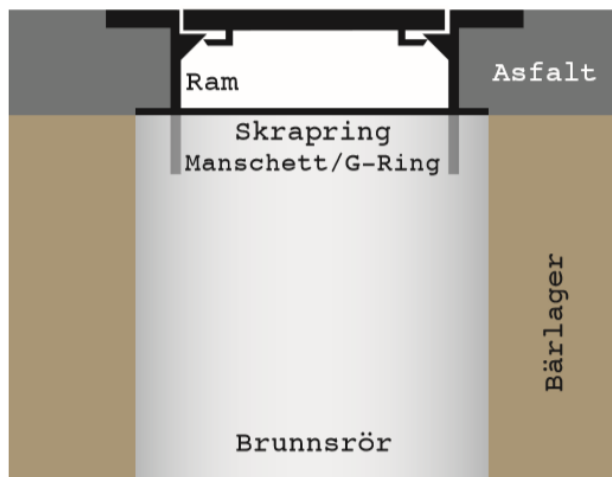 Ram
Asfalt
Skrapring
Manschett/G-Ring
Bärlager
Brunnsrör